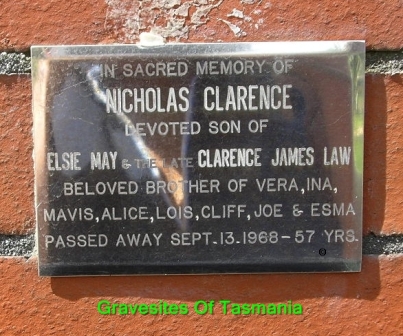 IN SACRED MEMORY OF
NICHOLAS CLARENCE
DEVOTED SON OF
ELSIE MAY & THE LATE CLARENCE JAMES LAW
BELOVED BROTHER OF VERA, INA,
MAVIS, ALICE, LOIS, CLIFF, JOE & ESMA
PASSED AWAY SEPT. 13. 1968 - 57 YRS.
Gravesites Of Tasmania